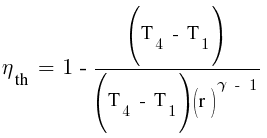 η_th = 1 - (T_4 - T_1) / (T_4 - T_1)(r)^(γ - 1)